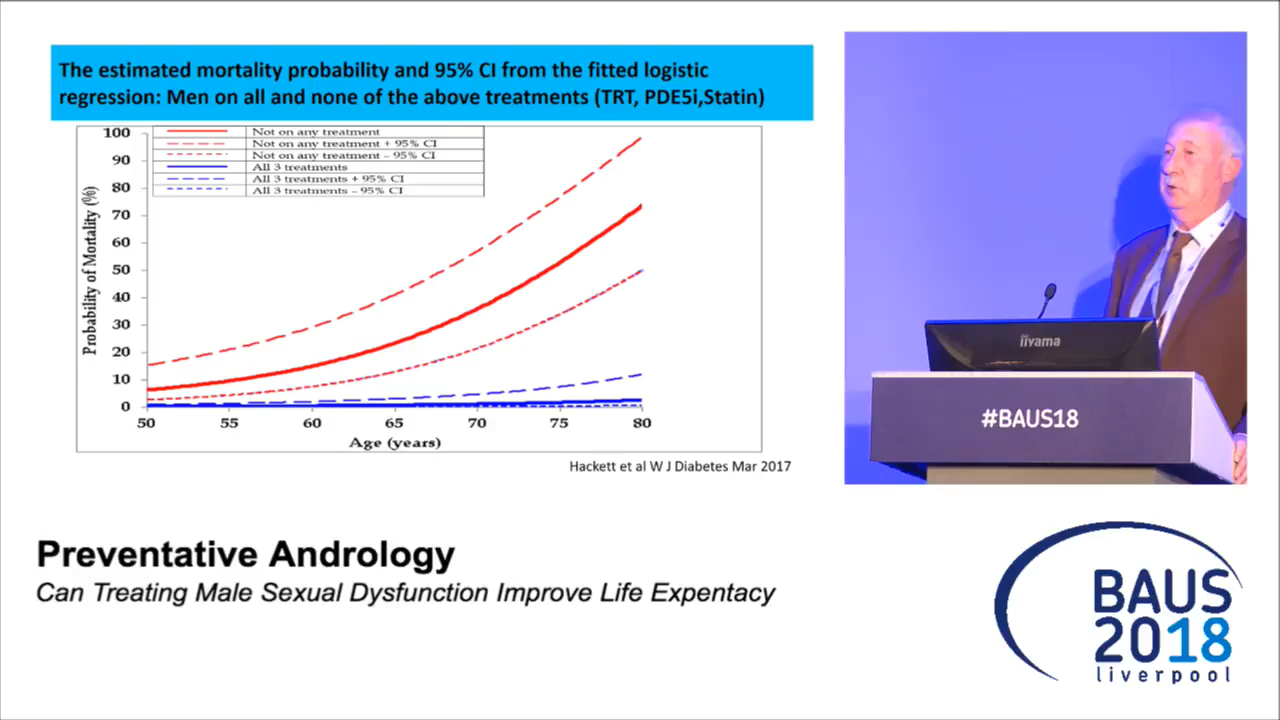 The estimated mortality probability and 95% CI from the fitted logistic
regression: Men on all and none of the above treatments (TRT, PDE5i,Statin)
Not on any treatment
Not on any treatment + 95% CI
Not on any treatment – 95% CI
All 3 treatments
All 3 treatments + 95% CI
All 3 treatments – 95% CI
Probability of Mortality (%)
100
90
80
70
60
50
40
30
20
10
0
50 55 60 65 70 75 80
Age (years)
Hackett et al W J Diabetes Mar 2017
iiyama
#BAUS18
Preventative Andrology
Can Treating Male Sexual Dysfunction Improve Life Expentacy
BAUS
2018
liverpool